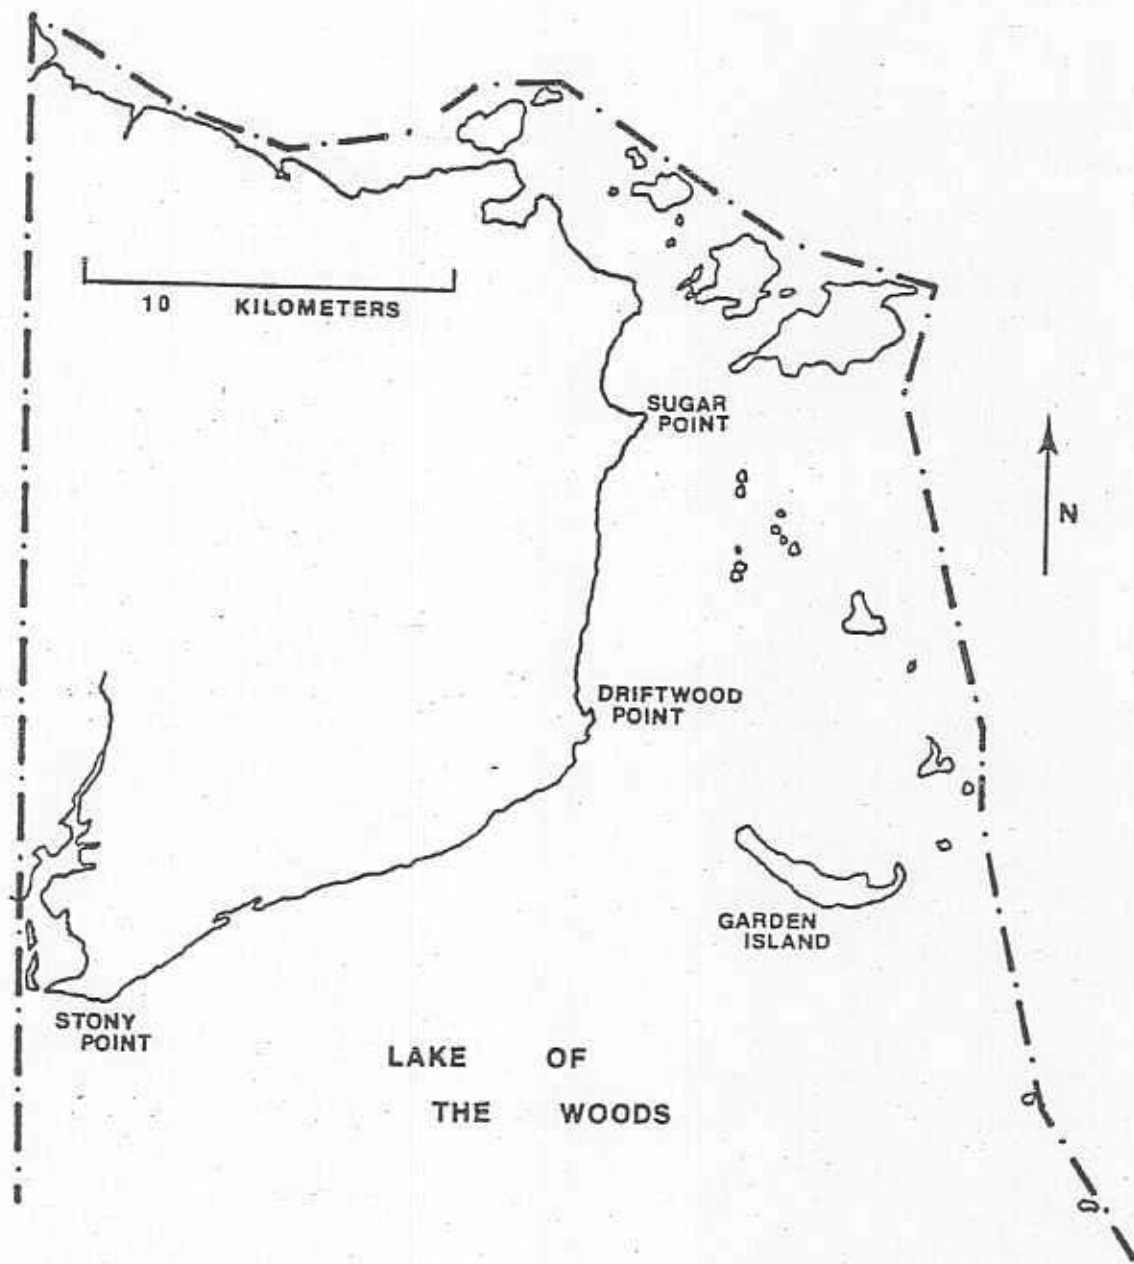 10 KILOMETERS
SUGAR
POINT
N
DRIFTWOOD
POINT
GARDEN
ISLAND
STONY
POINT
LAKE OF
THE WOODS